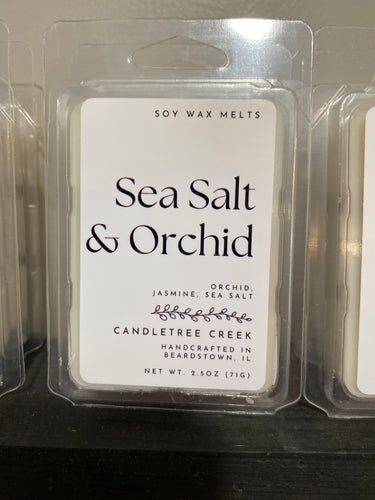 SOY WAX MELTS
Sea Salt
& Orchid
ORCHID,
JASMINE, SEA SALT
CANDLETREE CREEK
HANDCRAFTED IN
BEARDSTOWN, IL
NET WT. 2.5OZ (71G)